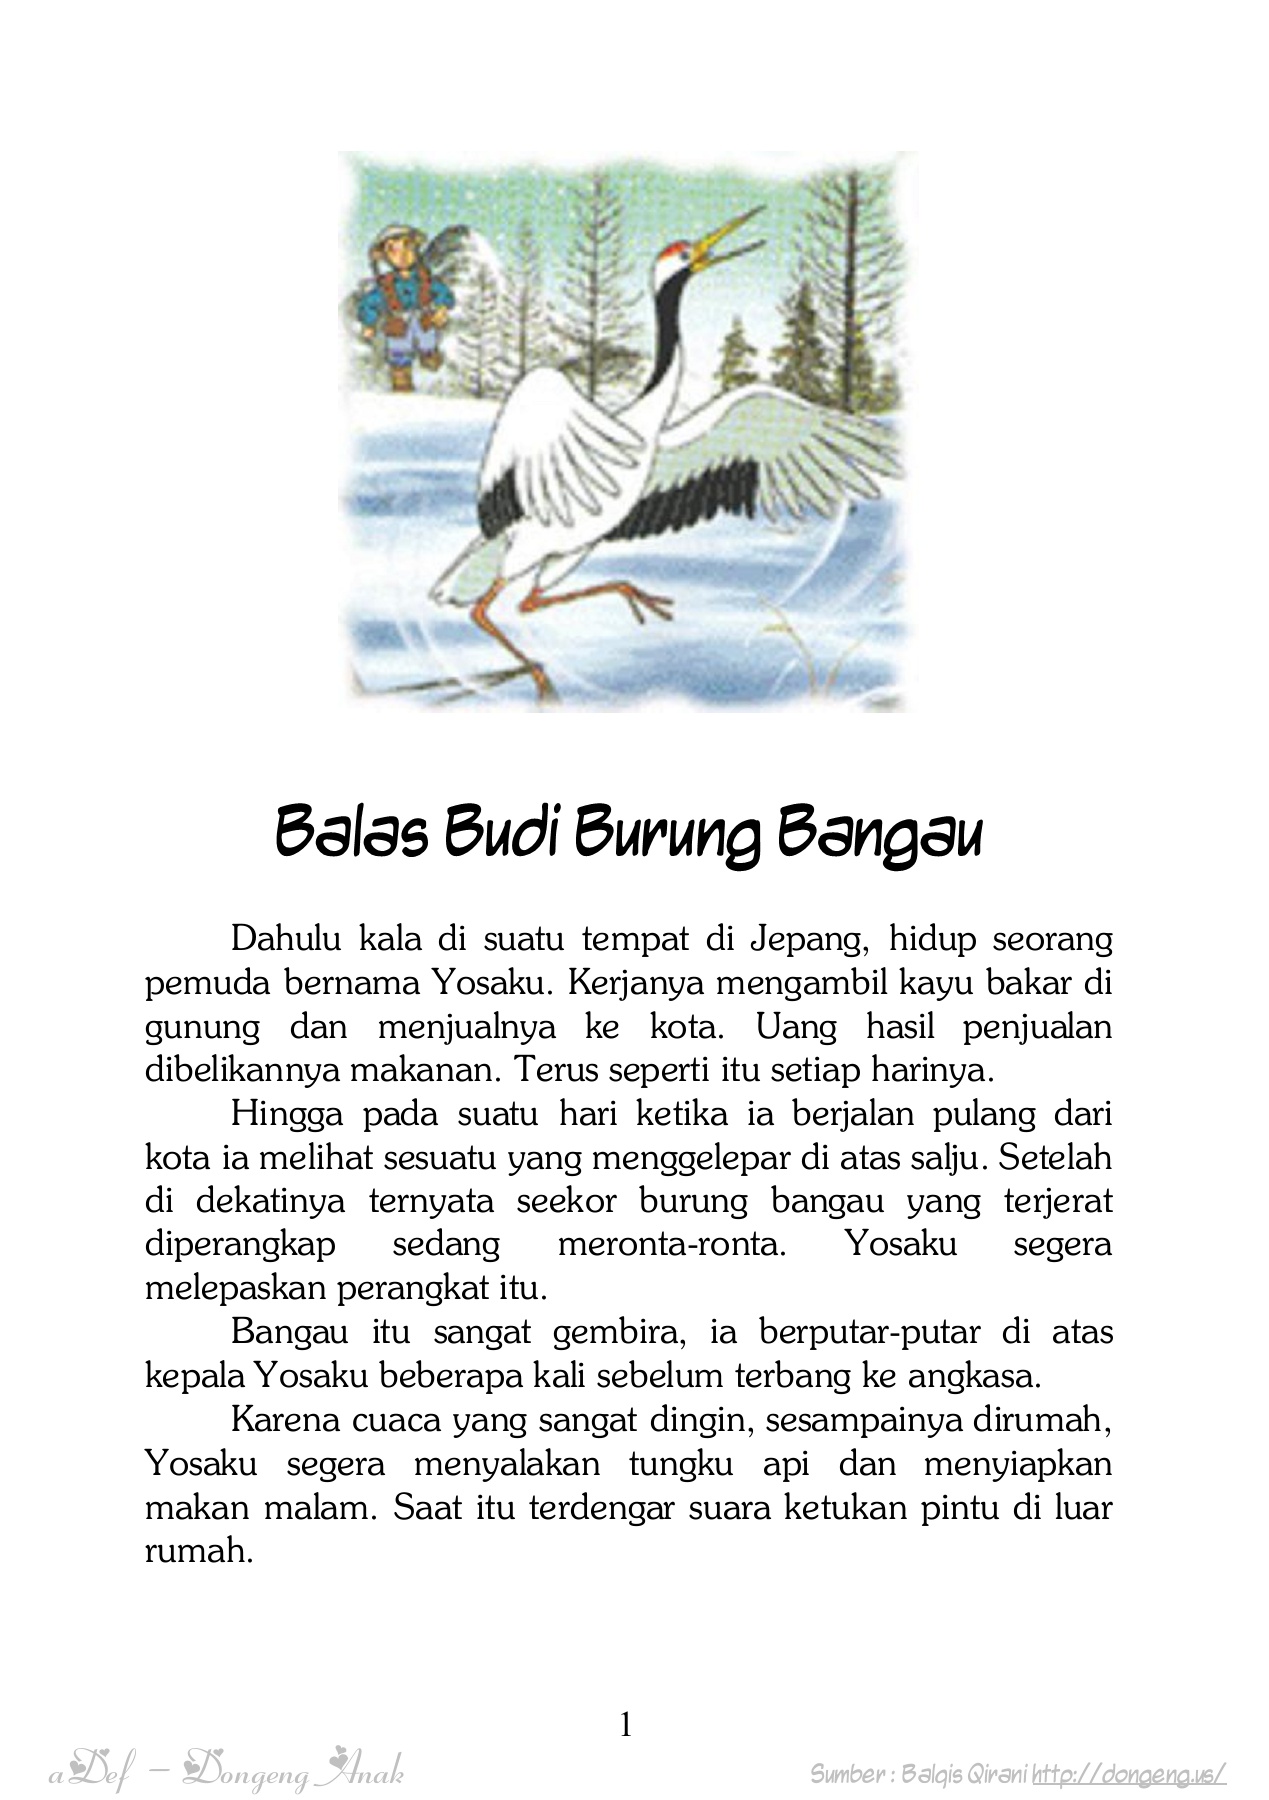 Balas Budi Burung Bangau
Dahulu kala di suatu tempat di Jepang, hidup seorang
pemuda bernama Yosaku. Kerjanya mengambil kayu bakar di
gunung dan menjualnya ke kota. Uang hasil penjualan
dibelikannya makanan. Terus seperti itu setiap harinya.
Hingga pada suatu hari ketika ia berjalan pulang dari
kota ia melihat sesuatu yang menggelepar di atas salju. Setelah
di dekatinya ternyata seekor burung bangau yang terjerat
diperangkap sedang meronta-ronta. Yosaku segera
melepaskan perangkat itu.
Bangau itu sangat gembira, ia berputar-putar di atas
kepala Yosaku beberapa kali sebelum terbang ke angkasa.
Karena cuaca yang sangat dingin, sesampainya dirumah,
Yosaku segera menyalakan tungku api dan menyiapkan
makan malam. Saat itu terdengar suara ketukan pintu di luar
rumah.
1
aDef – Dongeng Anak
Sumber : Balqis Qirani http://dongeng.us/